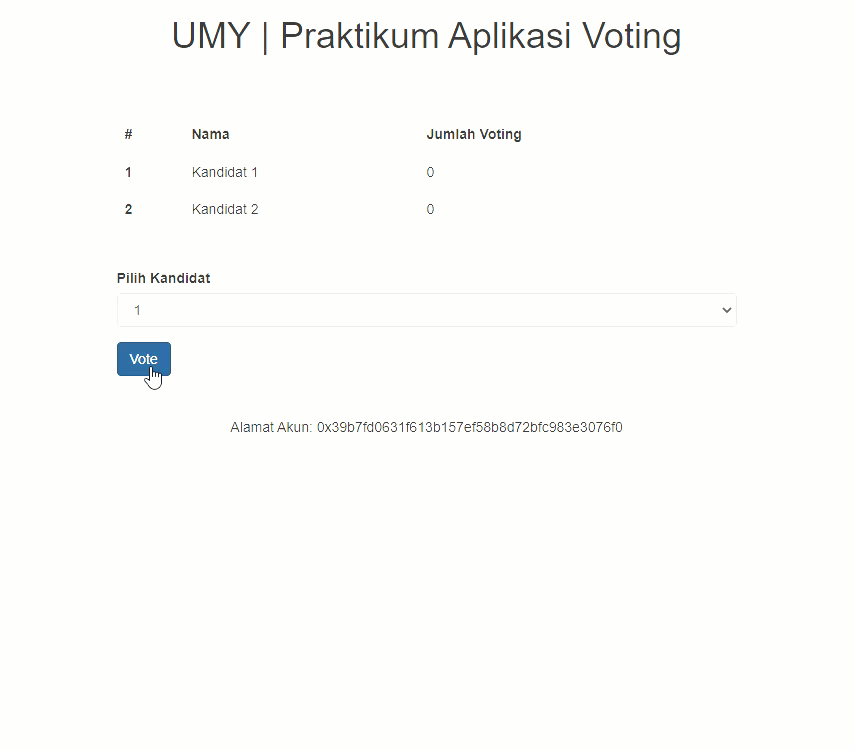 UMY | Praktikum Aplikasi Voting
# Nama Jumlah Voting
1 Kandidat 1 0
2 Kandidat 2 0
Pilih Kandidat
1
Vote
Alamat Akun: 0x39b7fd0631f613b157ef58b8d72bfc983e3076f0